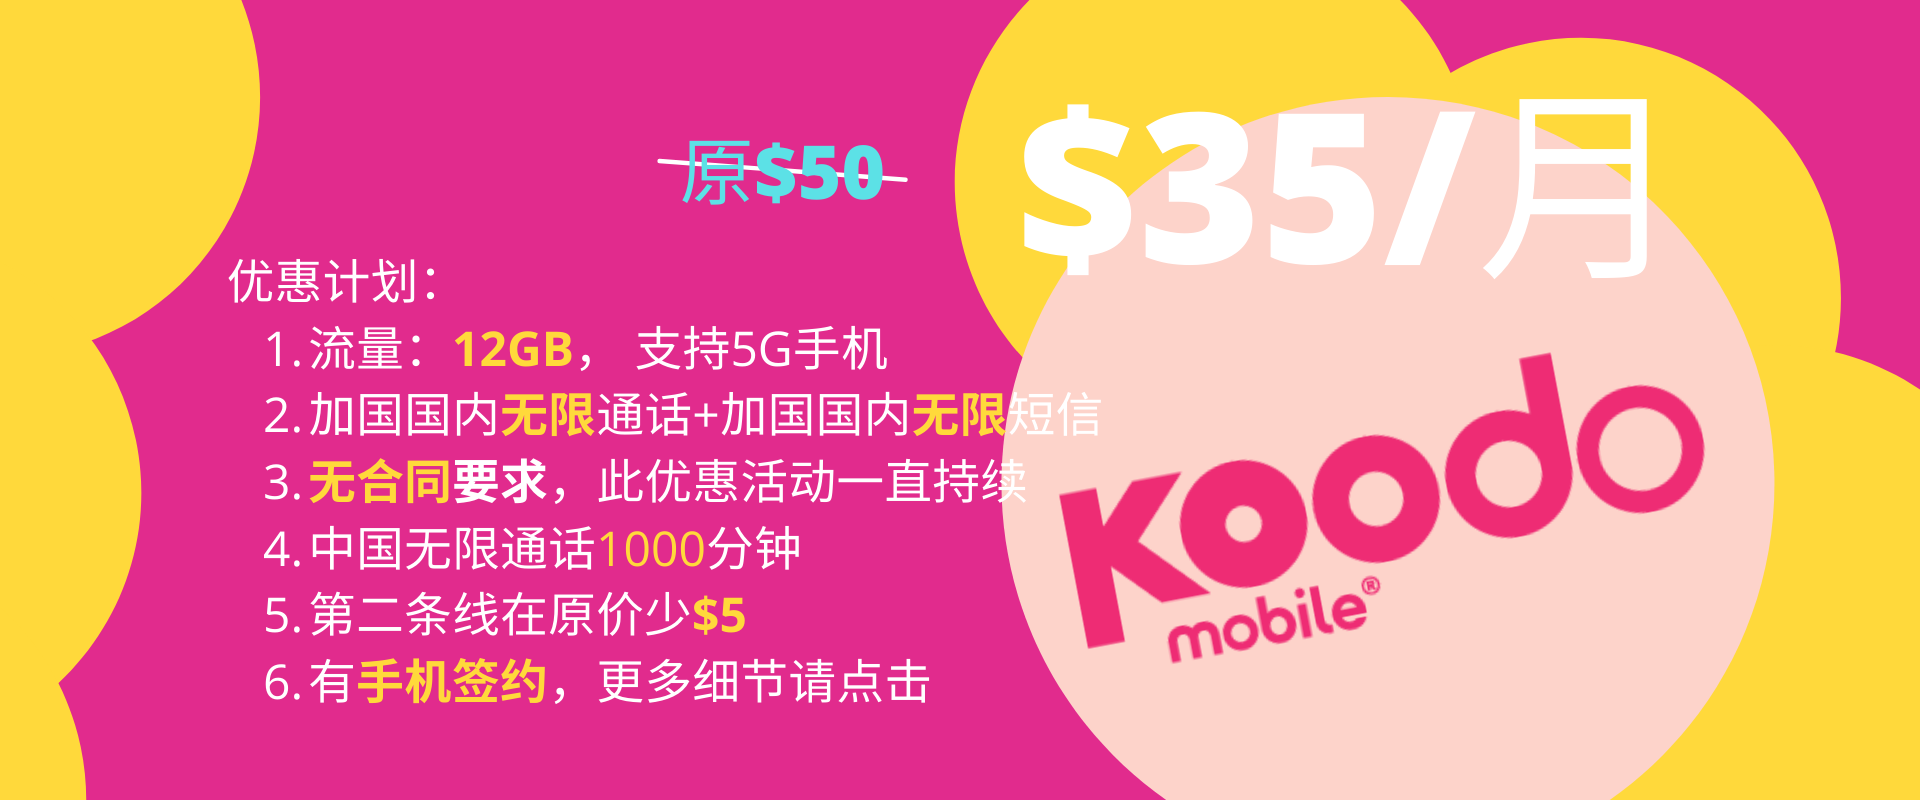 原$50
$35/月
优惠计划：
1. 流量：12GB， 支持5G手机
2. 加国国内无限通话+加国国内无限短信
3. 无合同要求，此优惠活动一直持续
4. 中国无限通话1000分钟
5. 第二条线在原价少$5
6. 有手机签约，更多细节请点击
koodo
mobile®